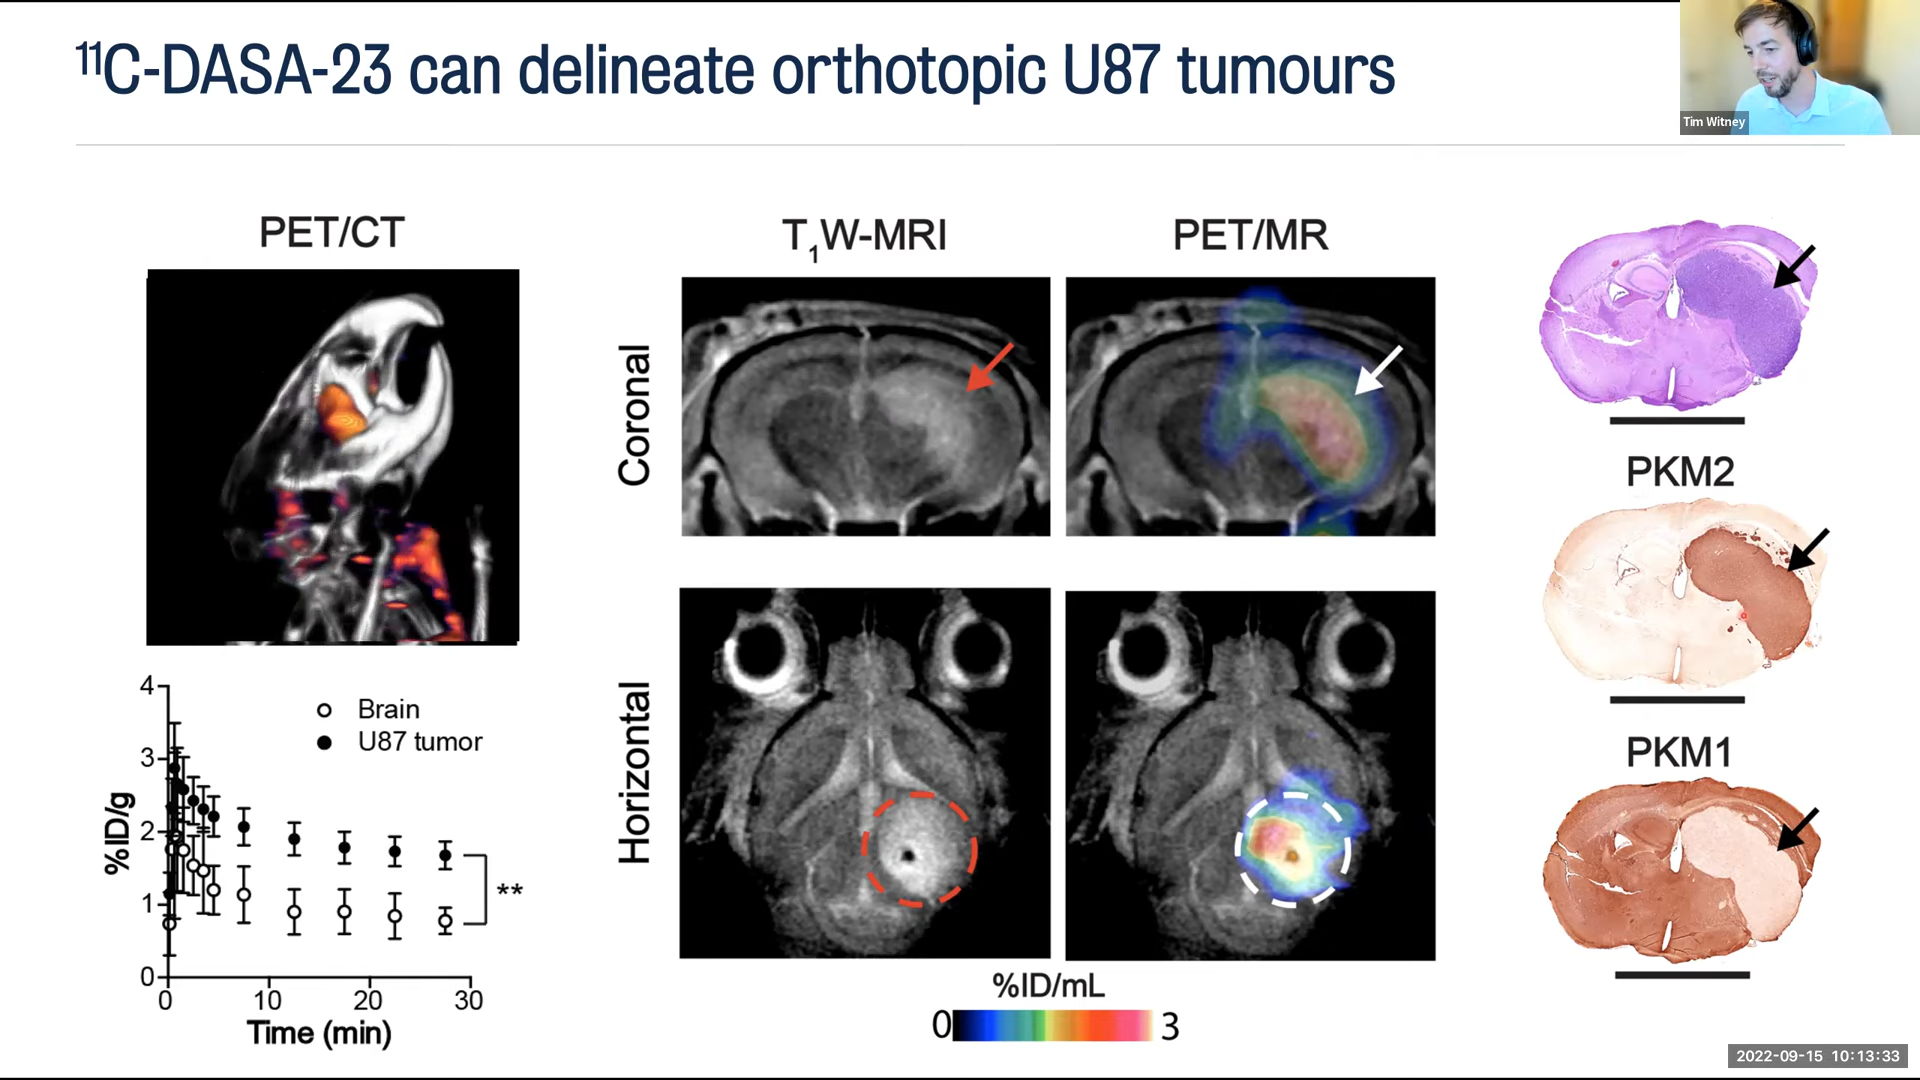 ¹¹C-DASA-23 can delineate orthotopic U87 tumours
Tim Witney
PET/CT
T₁W-MRI
PET/MR
Coronal
Horizontal
PKM2
PKM1
4
3
2
1
0
%ID/g
Brain
U87 tumor
**
0 10 20 30
Time (min)
%ID/mL
0 3
2022-09-15 10:13:33